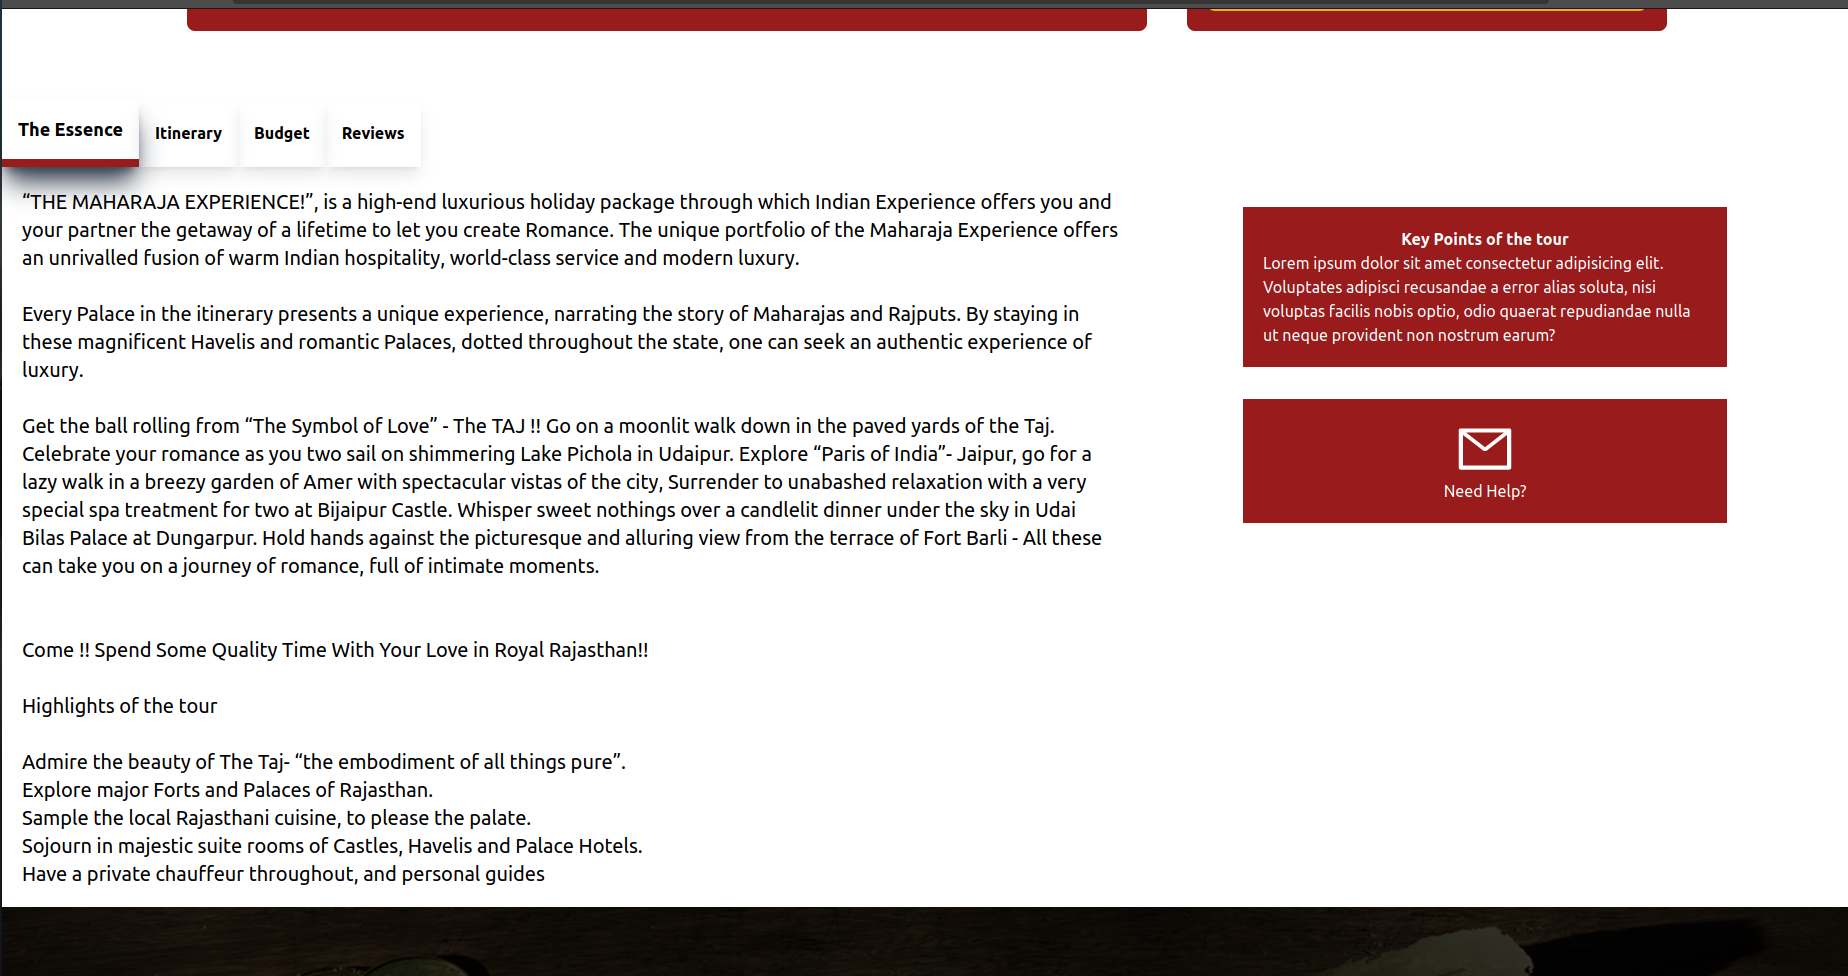 The Essence
Itinerary
Budget
Reviews
“THE MAHARAJA EXPERIENCE!”, is a high-end luxurious holiday package through which Indian Experience offers you and
your partner the getaway of a lifetime to let you create Romance. The unique portfolio of the Maharaja Experience offers
an unrivalled fusion of warm Indian hospitality, world-class service and modern luxury.
Every Palace in the itinerary presents a unique experience, narrating the story of Maharajas and Rajputs. By staying in
these magnificent Havelis and romantic Palaces, dotted throughout the state, one can seek an authentic experience of
luxury.
Get the ball rolling from “The Symbol of Love” - The TAJ !! Go on a moonlit walk down in the paved yards of the Taj.
Celebrate your romance as you two sail on shimmering Lake Pichola in Udaipur. Explore “Paris of India”- Jaipur, go for a
lazy walk in a breezy garden of Amer with spectacular vistas of the city, Surrender to unabashed relaxation with a very
special spa treatment for two at Bijaipur Castle. Whisper sweet nothings over a candlelit dinner under the sky in Udai
Bilas Palace at Dungarpur. Hold hands against the picturesque and alluring view from the terrace of Fort Barli - All these
can take you on a journey of romance, full of intimate moments.
Come !! Spend Some Quality Time With Your Love in Royal Rajasthan!!
Highlights of the tour
Admire the beauty of The Taj- “the embodiment of all things pure”.
Explore major Forts and Palaces of Rajasthan.
Sample the local Rajasthani cuisine, to please the palate.
Sojourn in majestic suite rooms of Castles, Havelis and Palace Hotels.
Have a private chauffeur throughout, and personal guides
Key Points of the tour
Lorem ipsum dolor sit amet consectetur adipisicing elit.
Voluptates adipisci recusandae a error alias soluta, nisi
voluptas facilis nobis optio, odio quaerat repudiandae nulla
ut neque provident non nostrum earum?
Need Help?